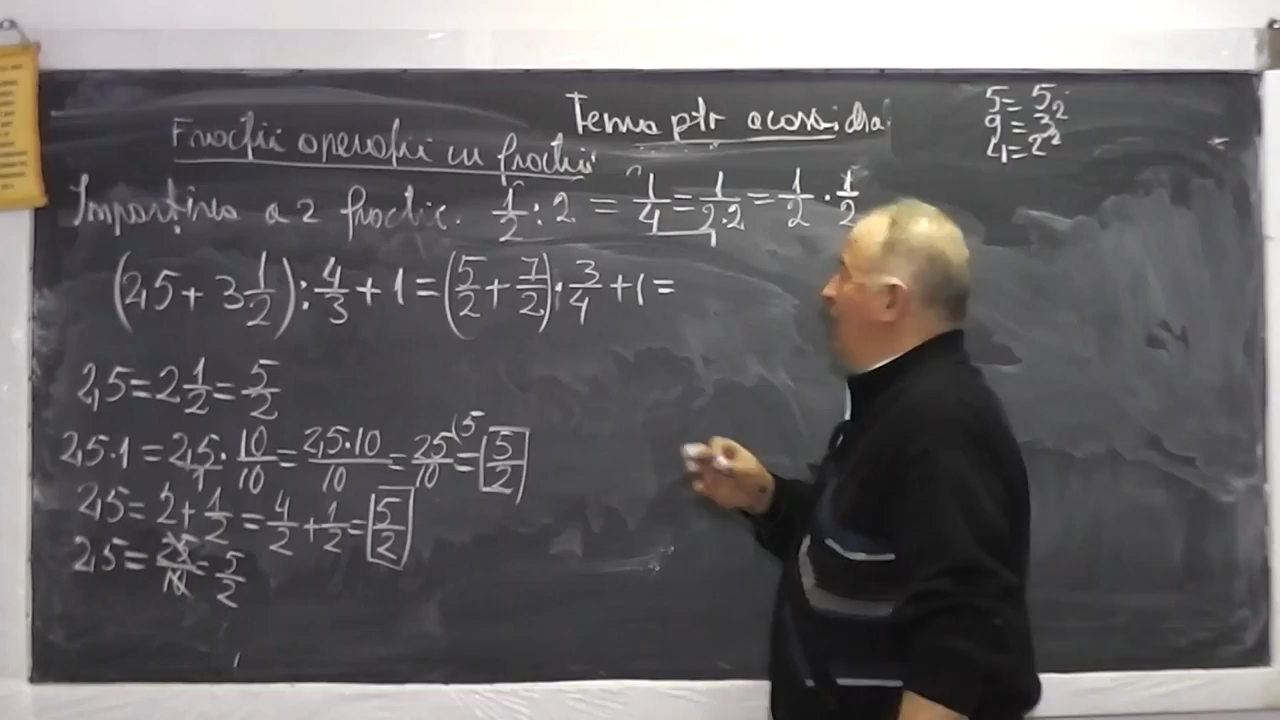 Tema ptr acasă
5 = 5
9 = 3²
Fracții operații cu fracții
Împărțirea a 2 fracții. 1/2 : 2 = 1/4 = 1/2·2 = 1/2 · 1/2
(2,5 + 3 1/2) : 4/3 + 1 = (5/2 + 7/2) · 3/4 + 1 =
2,5 = 2 1/2 = 5/2
2,5·1 = 2,5/1 · 10/10 = 2,5·10/10 = 25/10 (5 = 5/2
2,5 = 2 + 1/2 = 4/2 + 1/2 = 5/2
2,5 = 25/10 = 5/2